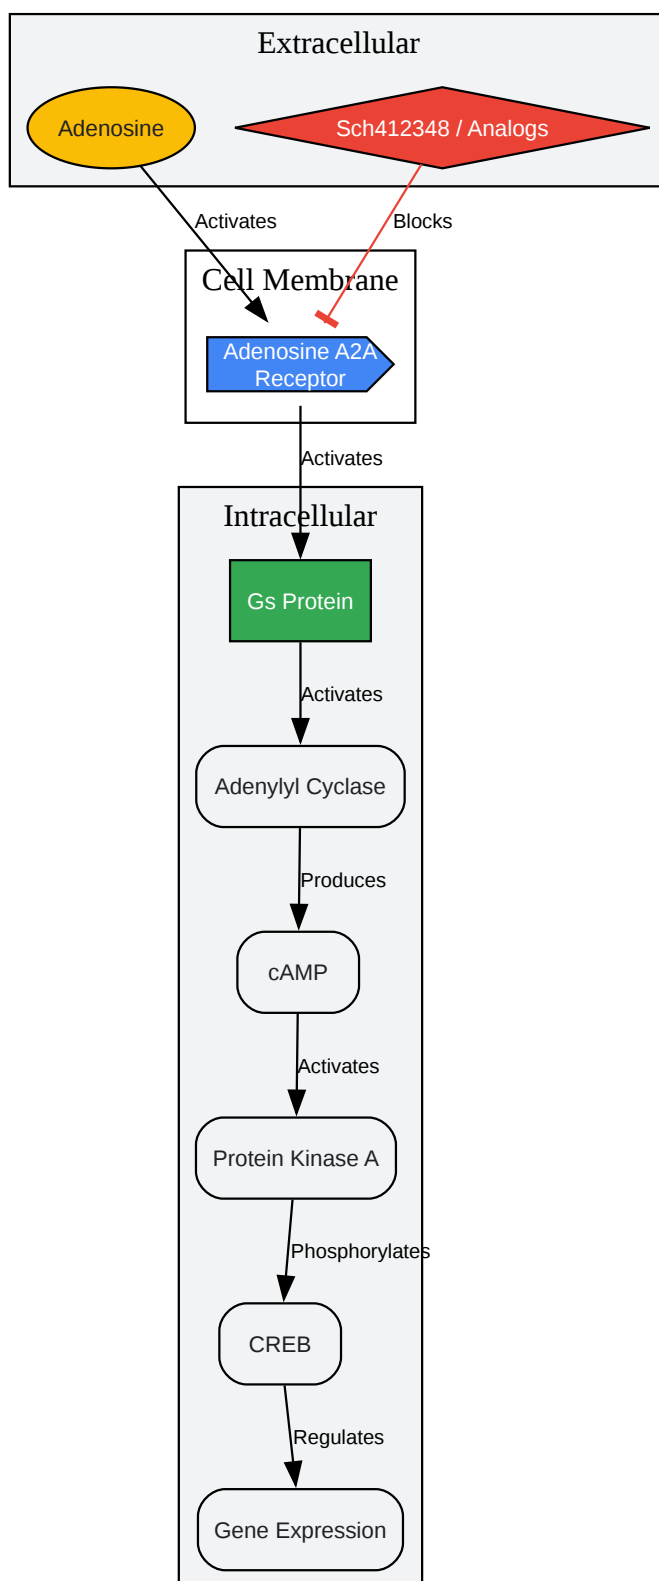 Extracellular
Adenosine
Sch412348 / Analogs
Activates
Blocks
Cell Membrane
Adenosine A2A
Receptor
Activates
Intracellular
Gs Protein
Activates
Adenylyl Cyclase
Produces
cAMP
Activates
Protein Kinase A
Phosphorylates
CREB
Regulates
Gene Expression